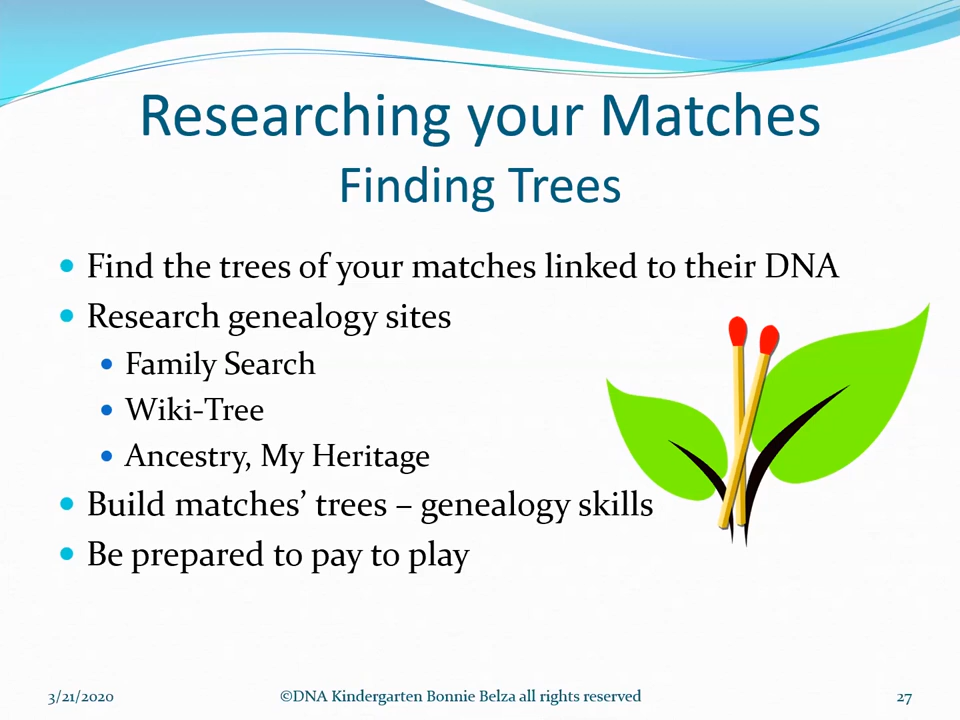 Researching your Matches
Finding Trees
Find the trees of your matches linked to their DNA
Research genealogy sites
Family Search
Wiki-Tree
Ancestry, My Heritage
Build matches’ trees – genealogy skills
Be prepared to pay to play
3/21/2020 ©DNA Kindergarten Bonnie Belza all rights reserved 27